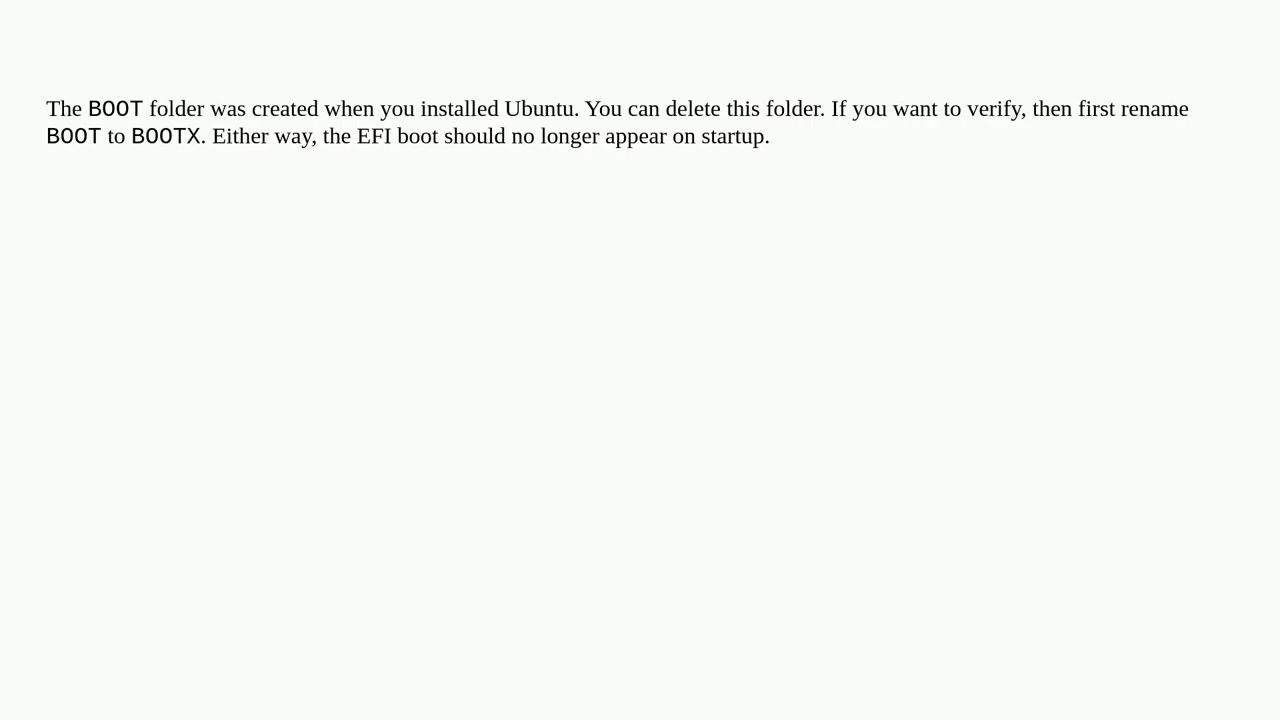 The BOOT folder was created when you installed Ubuntu. You can delete this folder. If you want to verify, then first rename
BOOT to BOOTX. Either way, the EFI boot should no longer appear on startup.